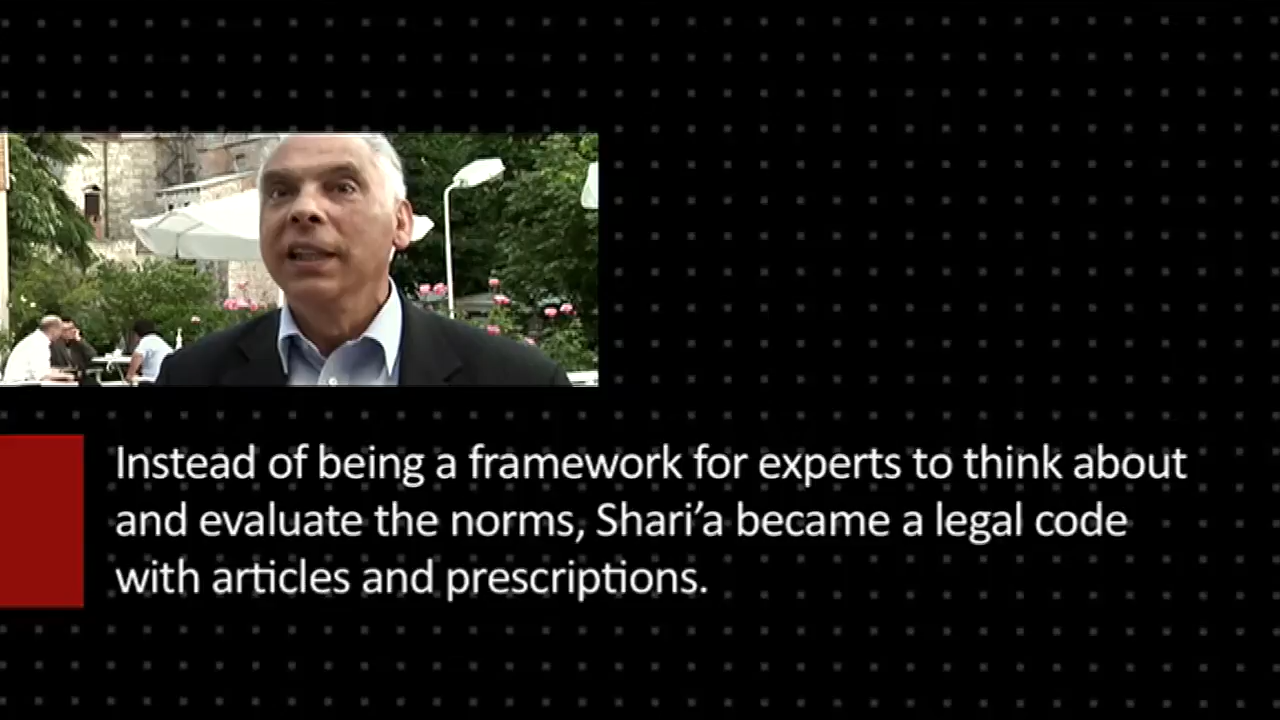 Instead of being a framework for experts to think about
and evaluate the norms, Shari’a became a legal code
with articles and prescriptions.